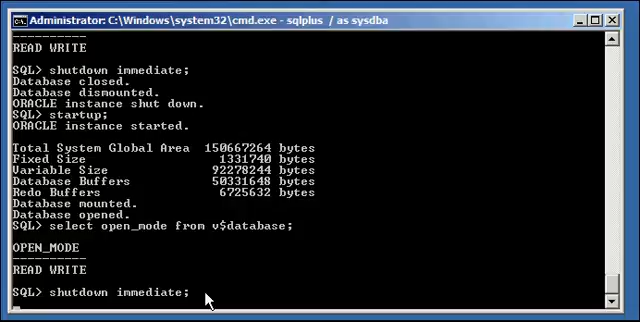 Administrator: C:\Windows\system32\cmd.exe - sqlplus  / as sysdba
----------
READ WRITE
SQL> shutdown immediate;
Database closed.
Database dismounted.
ORACLE instance shut down.
SQL> startup;
ORACLE instance started.
Total System Global Area  150667264 bytes
Fixed Size                  1331740 bytes
Variable Size              92278244 bytes
Database Buffers           50331648 bytes
Redo Buffers                6725632 bytes
Database mounted.
Database opened.
SQL> select open_mode from v$database;
OPEN_MODE
----------
READ WRITE
SQL> shutdown immediate;